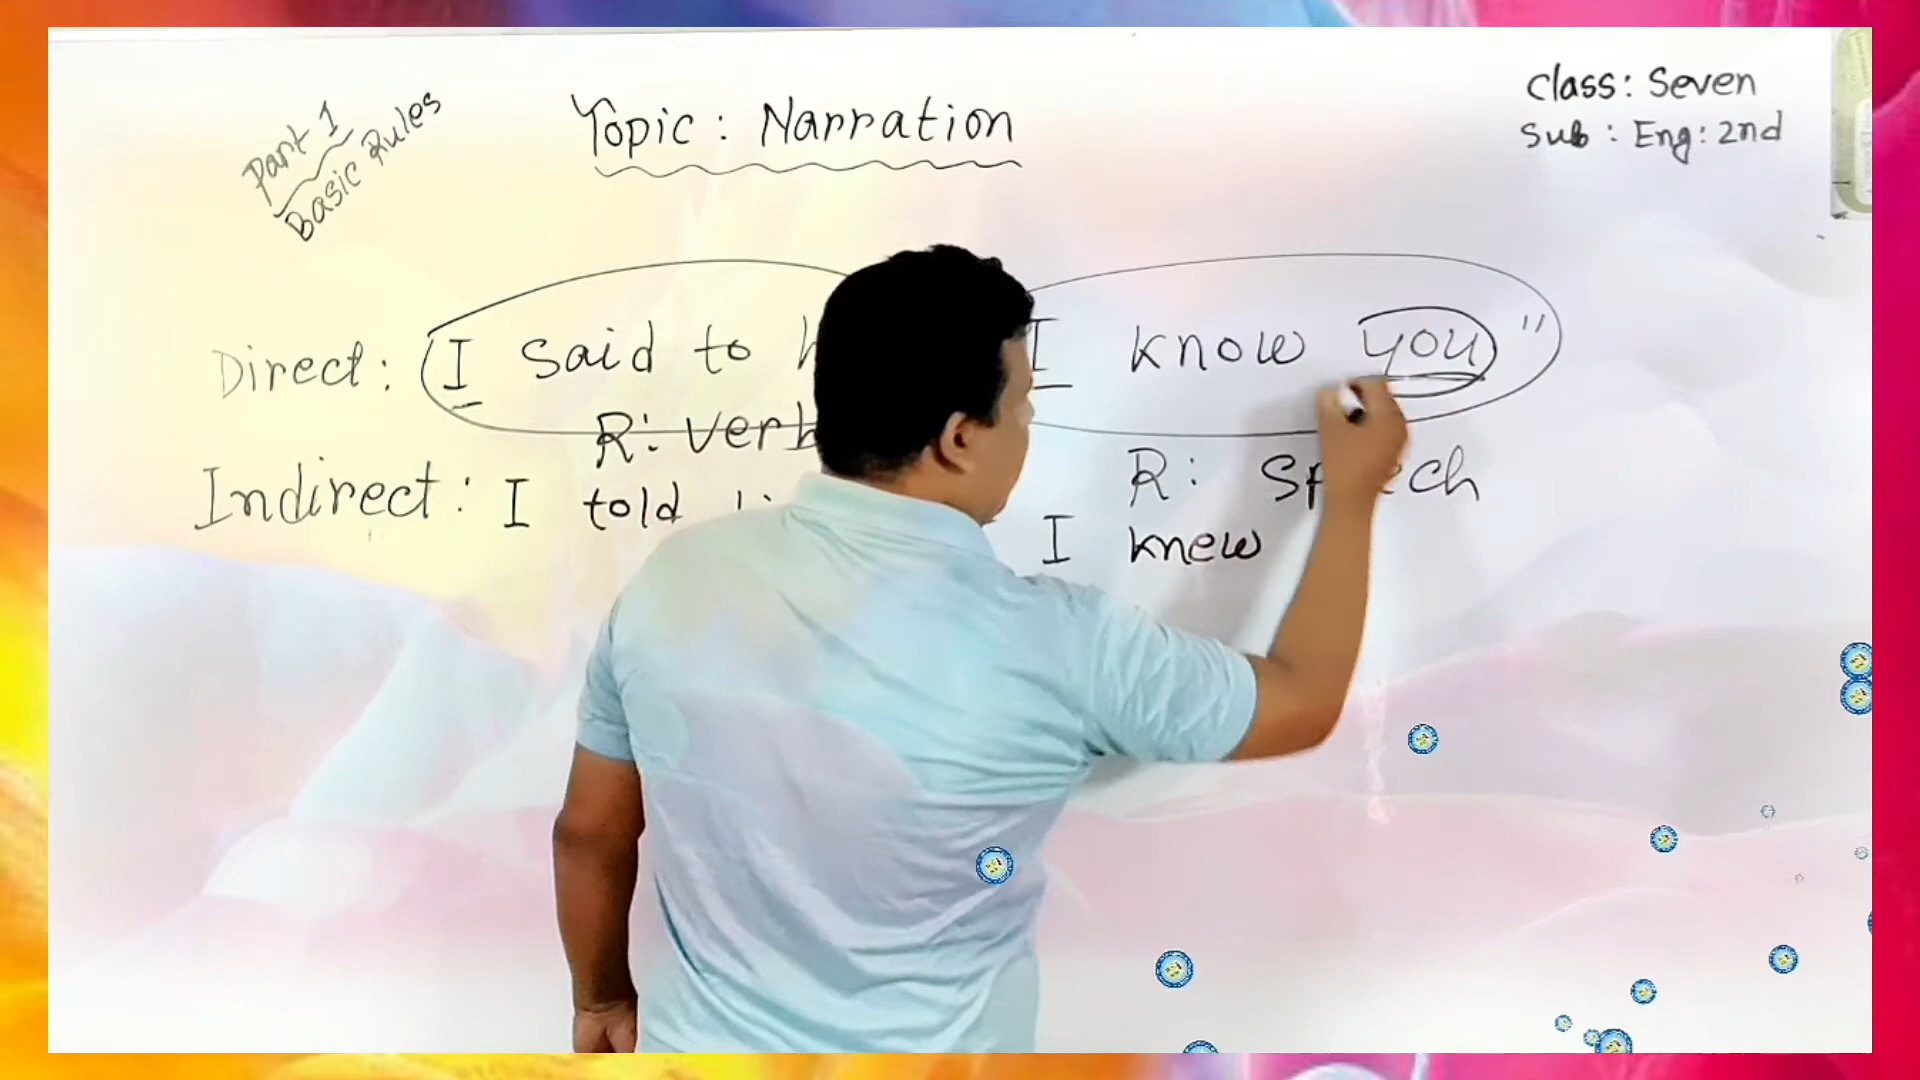 Part 1
Basic Rules
Topic: Narration
Class: Seven
Sub: Eng: 2nd
Direct: I said to I know you"
R: verb R: Speech
Indirect: I told I knew